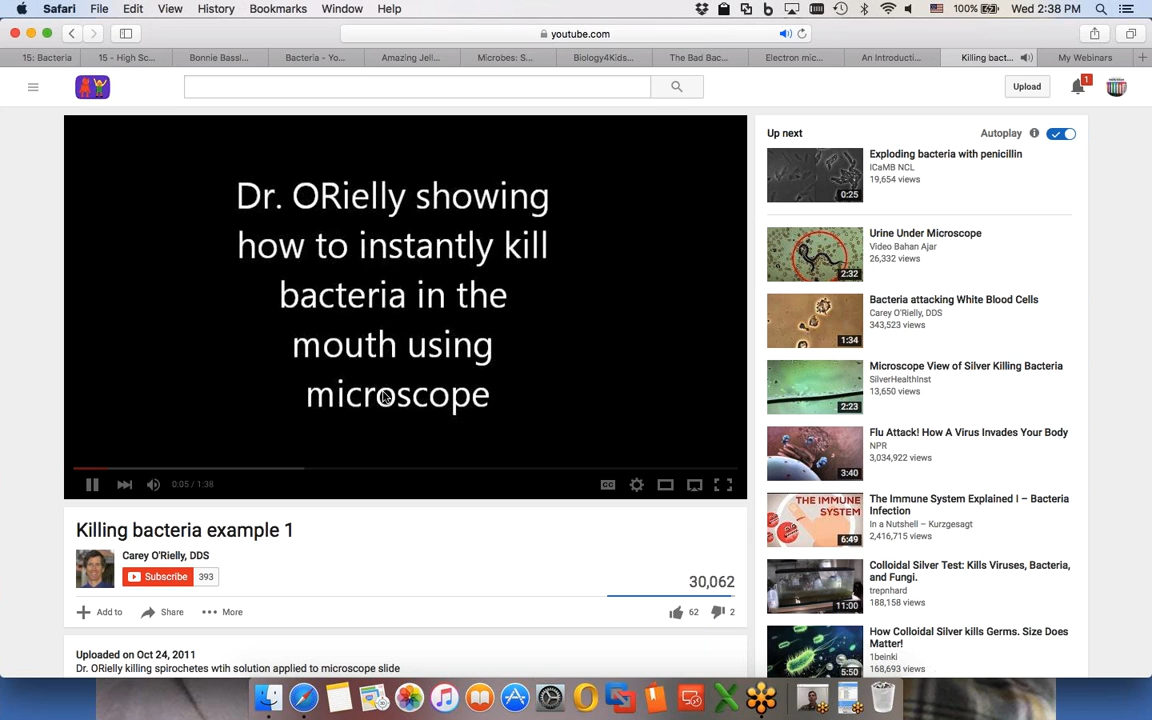 Safari File Edit View History Bookmarks Window Help
100% Wed 2:38 PM
youtube.com
15: Bacteria
15 - High Sc...
Bonnie Bassl...
Bacteria - Yo...
Amazing Jell...
Microbes: S...
Biology4Kids...
The Bad Bac...
Electron mic...
An Introducti...
Killing bact...
My Webinars
Upload
1
Dr. ORielly showing
how to instantly kill
bacteria in the
mouth using
microscope
0:05 / 1:38
CC
Killing bacteria example 1
Carey O'Rielly, DDS
Subscribe 393
30,062
Add to Share More
62 2
Uploaded on Oct 24, 2011
Dr. ORielly killing spirochetes wtih solution applied to microscope slide
Up next
Autoplay
Exploding bacteria with penicillin
ICaMB NCL
19,654 views
0:25
Urine Under Microscope
Video Bahan Ajar
26,332 views
2:32
Bacteria attacking White Blood Cells
Carey O'Rielly, DDS
343,523 views
1:34
Microscope View of Silver Killing Bacteria
SilverHealthInst
13,650 views
2:23
Flu Attack! How A Virus Invades Your Body
NPR
3,034,922 views
3:40
THE IMMUNE
SYSTEM
The Immune System Explained I – Bacteria
Infection
In a Nutshell – Kurzgesagt
2,416,715 views
6:49
Colloidal Silver Test: Kills Viruses, Bacteria,
and Fungi.
trepnhard
188,158 views
11:00
How Colloidal Silver kills Germs. Size Does
Matter!
1beinki
168,693 views
5:50